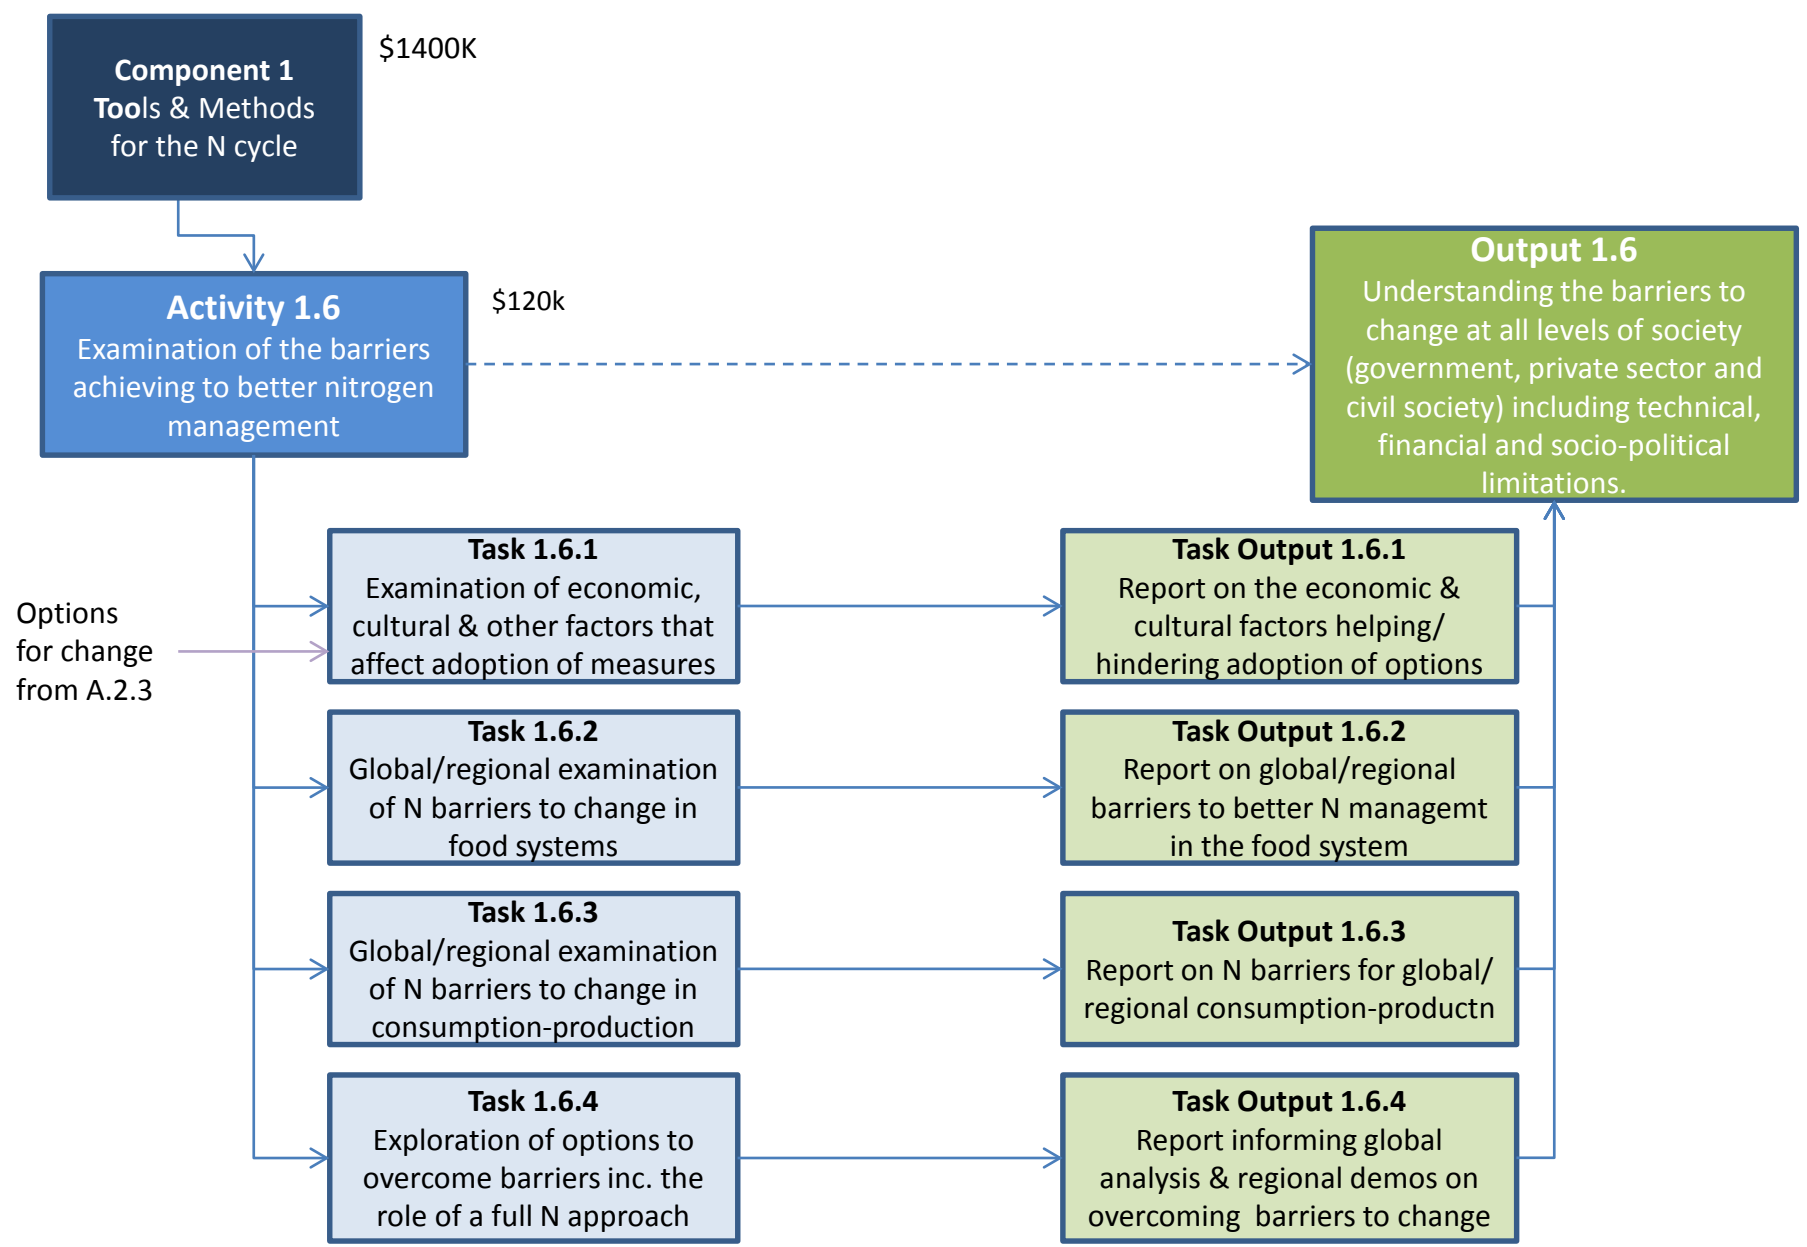 Component 1
Tools & Methods
for the N cycle
$1400K
Activity 1.6
Examination of the barriers
achieving to better nitrogen
management
$120k
Output 1.6
Understanding the barriers to
change at all levels of society
(government, private sector and
civil society) including technical,
financial and socio-political
limitations.
Options
for change
from A.2.3
Task 1.6.1
Examination of economic,
cultural & other factors that
affect adoption of measures
Task Output 1.6.1
Report on the economic &
cultural factors helping/
hindering adoption of options
Task 1.6.2
Global/regional examination
of N barriers to change in
food systems
Task Output 1.6.2
Report on global/regional
barriers to better N managemt
in the food system
Task 1.6.3
Global/regional examination
of N barriers to change in
consumption-production
Task Output 1.6.3
Report on N barriers for global/
regional consumption-productn
Task 1.6.4
Exploration of options to
overcome barriers inc. the
role of a full N approach
Task Output 1.6.4
Report informing global
analysis & regional demos on
overcoming barriers to change